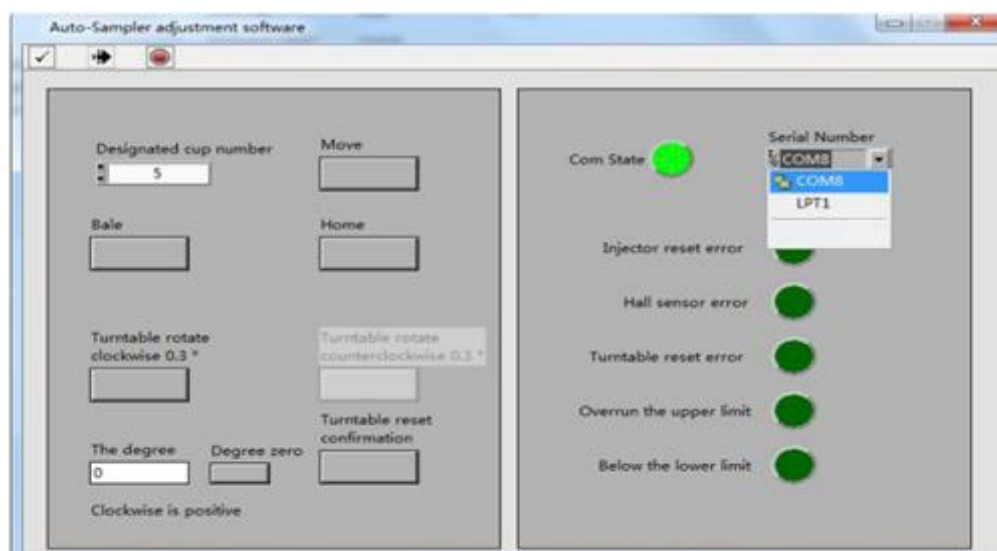 Auto-Sampler adjustment software
Designated cup number
5
Move
Bale
Home
Turntable rotate
clockwise 0.3 °
Turntable rotate
counterclockwise 0.3 °
The degree
0
Degree zero
Turntable reset
confirmation
Clockwise is positive
Com State
Serial Number
COM8
COM8
LPT1
Injector reset error
Hall sensor error
Turntable reset error
Overrun the upper limit
Below the lower limit